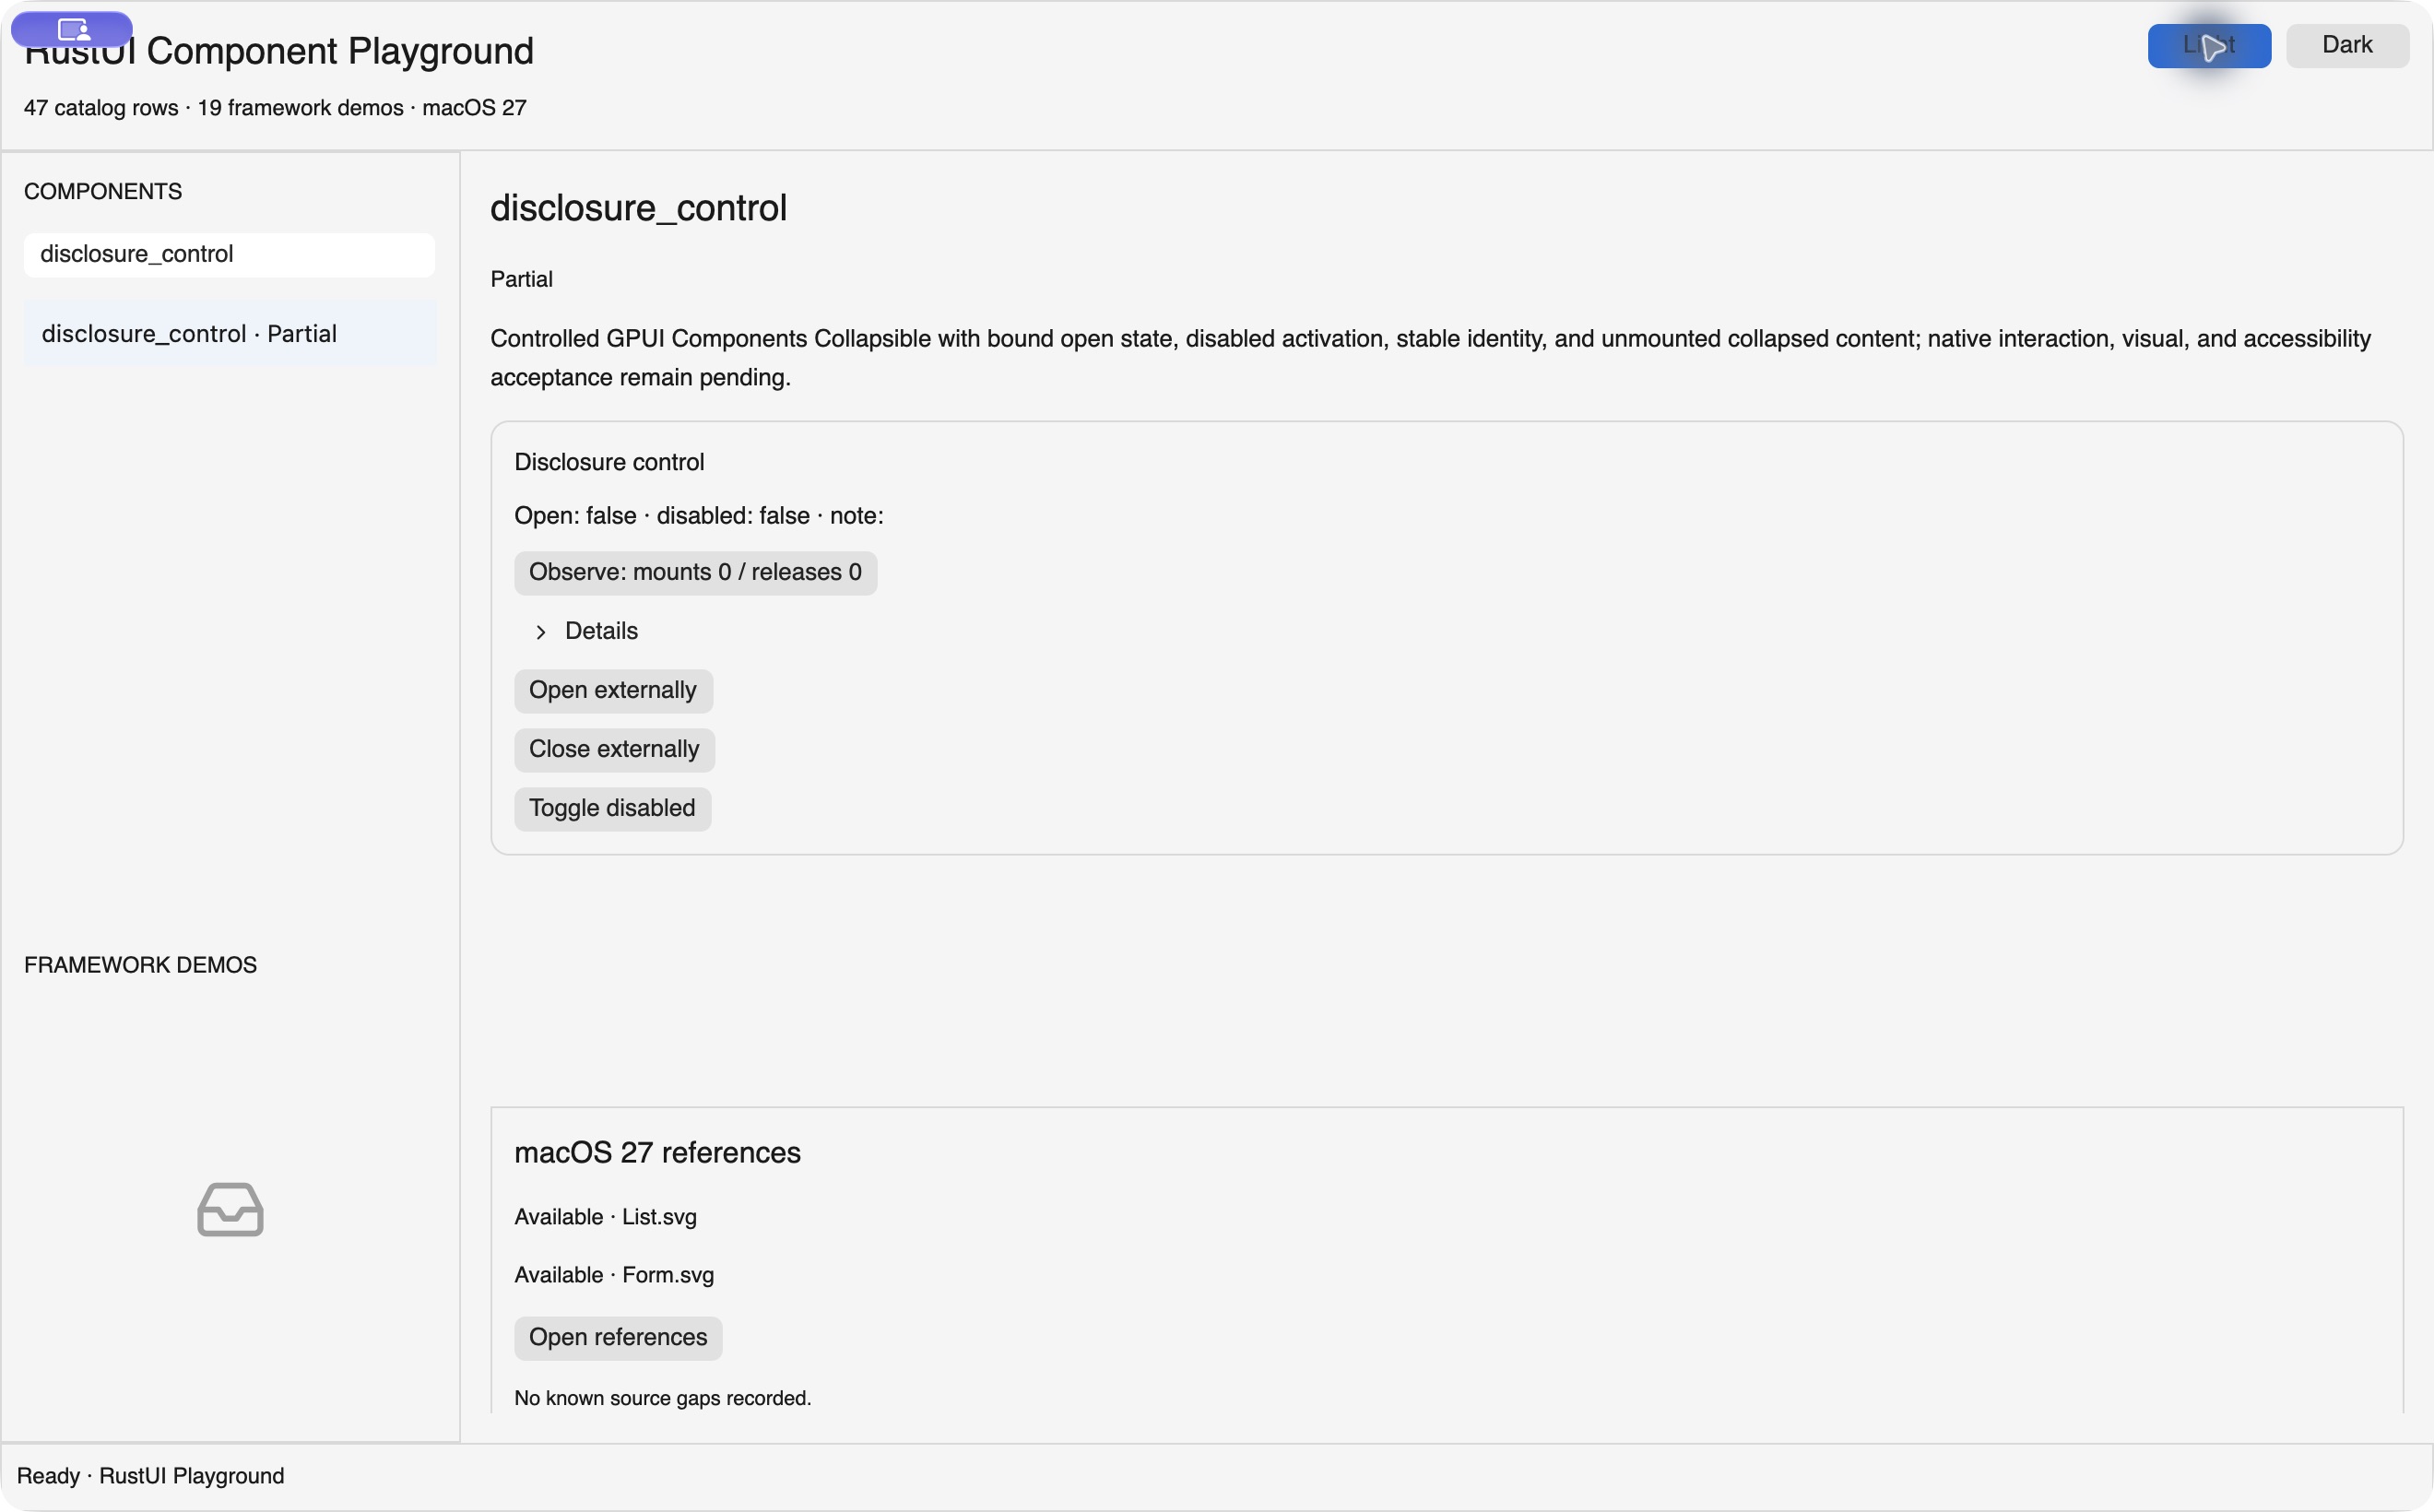 RustUI Component Playground
Light
Dark
47 catalog rows · 19 framework demos · macOS 27
COMPONENTS
disclosure_control
disclosure_control · Partial
FRAMEWORK DEMOS
disclosure_control
Partial
Controlled GPUI Components Collapsible with bound open state, disabled activation, stable identity, and unmounted collapsed content; native interaction, visual, and accessibility
acceptance remain pending.
Disclosure control
Open: false · disabled: false · note:
Observe: mounts 0 / releases 0
Details
Open externally
Close externally
Toggle disabled
macOS 27 references
Available · List.svg
Available · Form.svg
Open references
No known source gaps recorded.
Ready · RustUI Playground